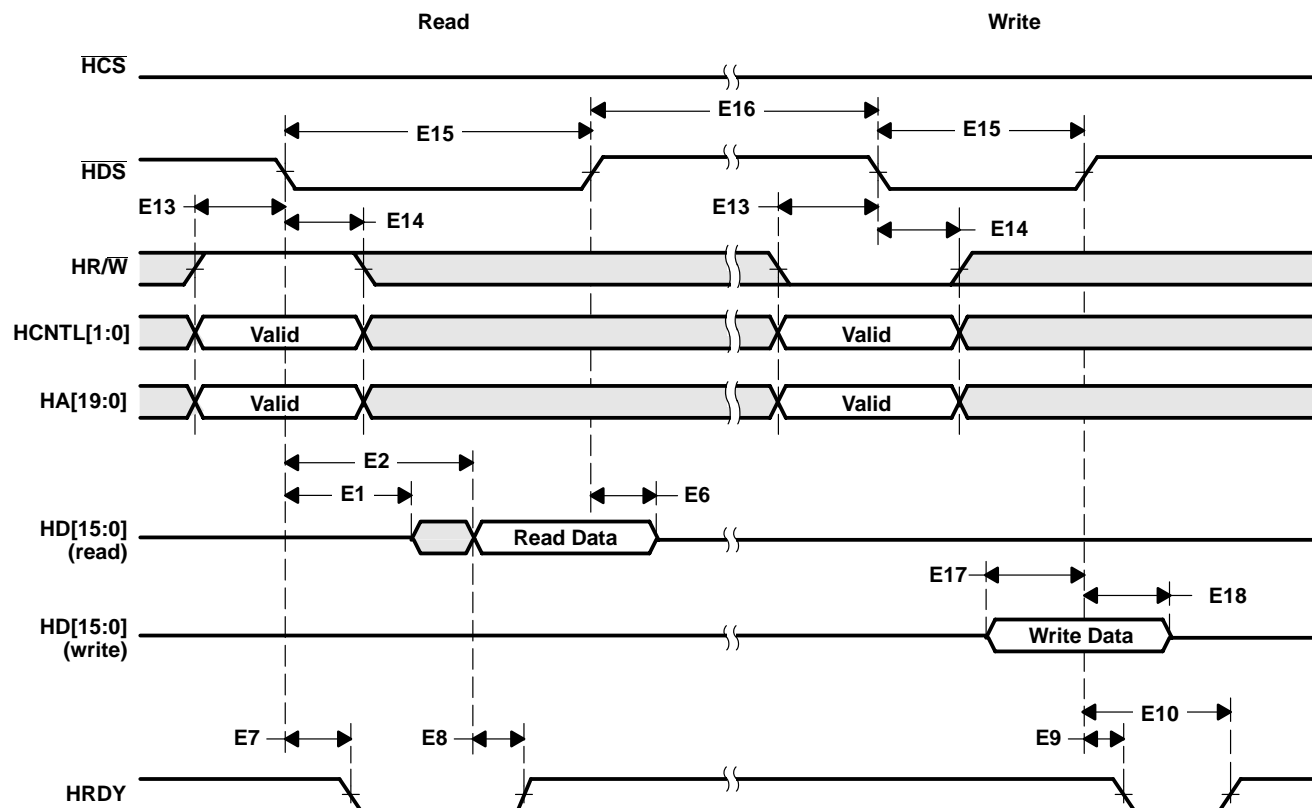 Read Write
HCS
E16
E15 E15
HDS
E13 E13
E14 E14
HR/W
HCNTL[1:0] Valid Valid
HA[19:0] Valid Valid
E2
E1 E6
HD[15:0] Read Data
(read)
E17
E18
HD[15:0] Write Data
(write)
E10
E7 E8 E9
HRDY